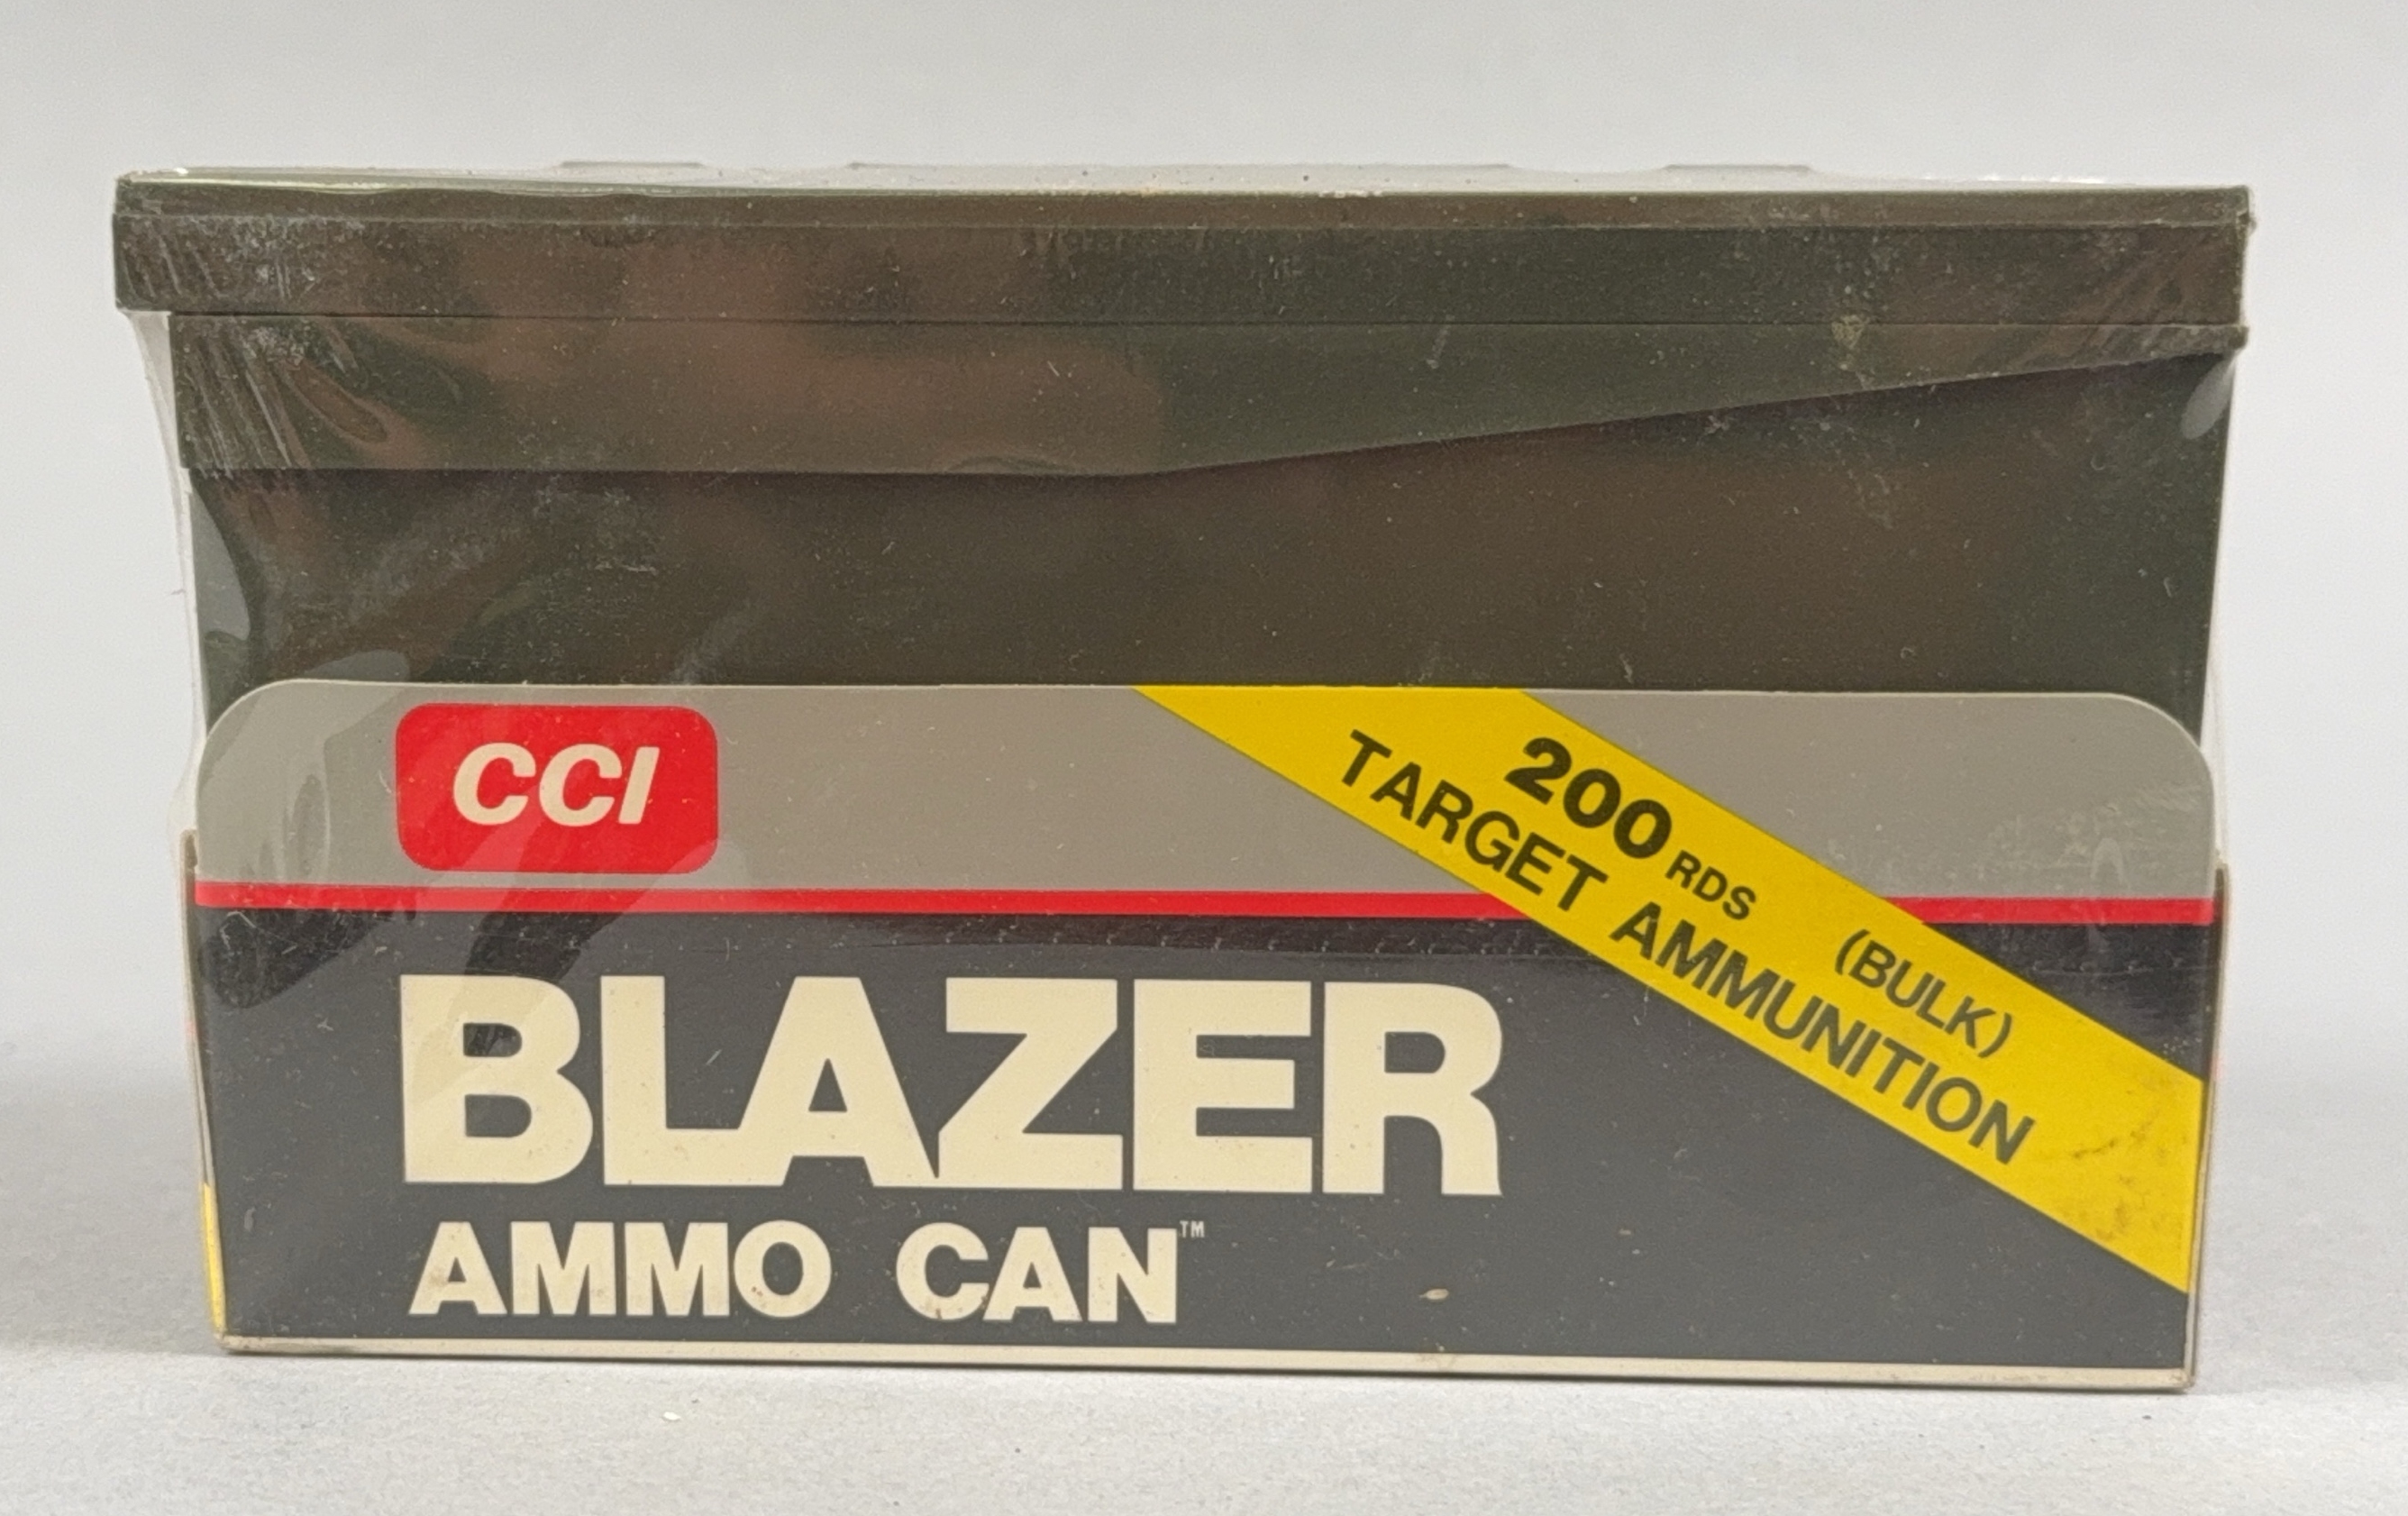 CCI
200 RDS (BULK)
TARGET AMMUNITION
BLAZER
AMMO CAN™